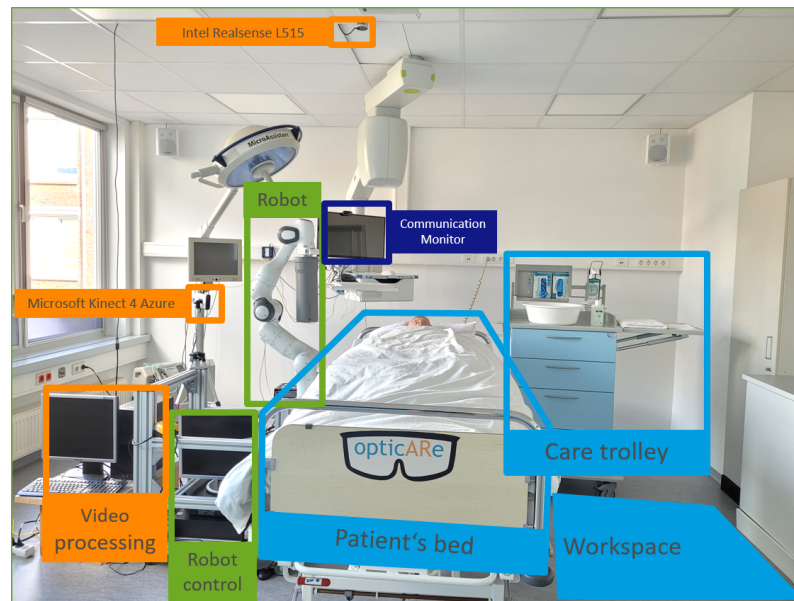 Intel Realsense L515
MicroAssistant
Robot
Communication
Monitor
Microsoft Kinect 4 Azure
opticARe
Care trolley
Video
processing
Patient‘s bed
Workspace
Robot
control